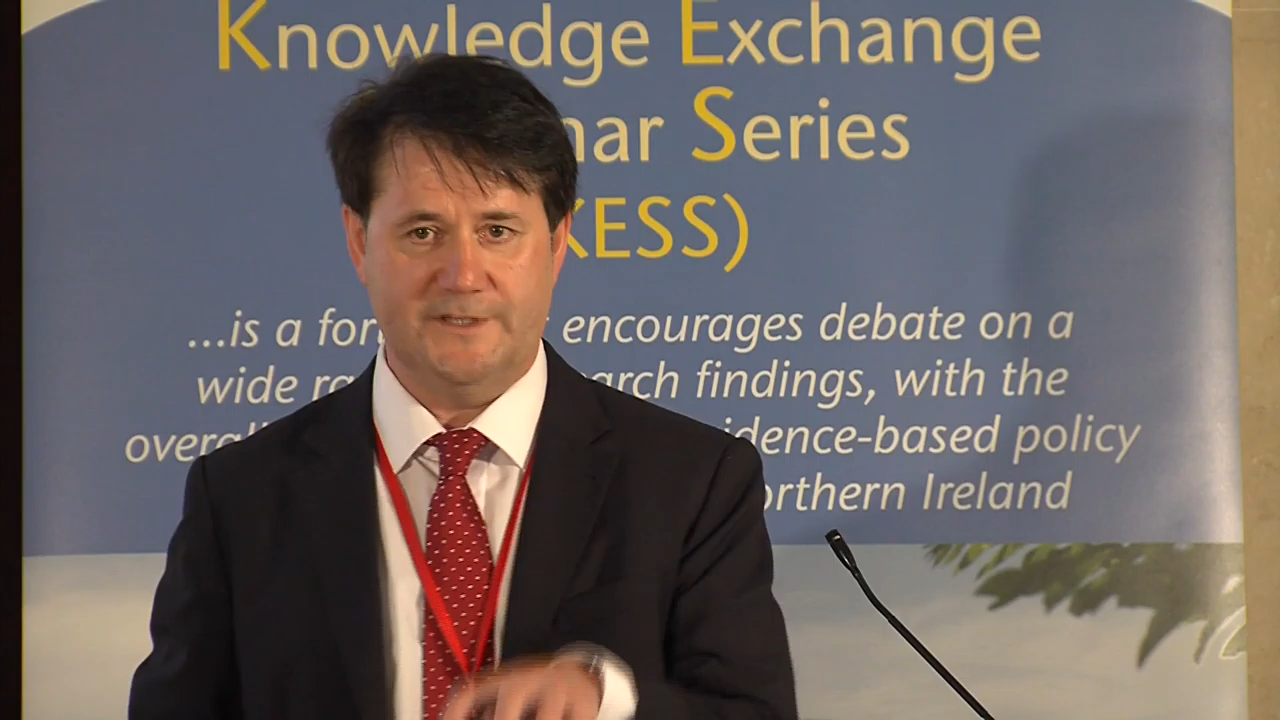 Knowledge Exchange
nar Series
KESS)
...is a for encourages debate on a
wide ra arch findings, with the
overal idence-based policy
orthern Ireland